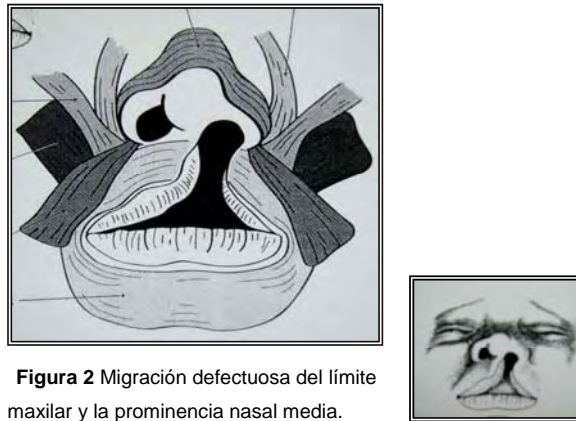 Figura 2 Migración defectuosa del límite
maxilar y la prominencia nasal media.